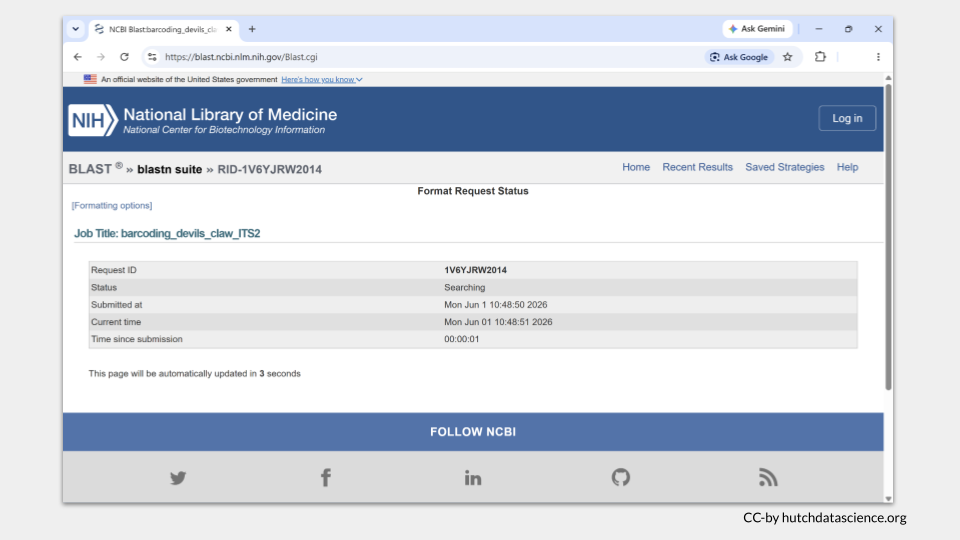 NCBI Blast:barcoding_devils_cla
Ask Gemini
https://blast.ncbi.nlm.nih.gov/Blast.cgi
Ask Google
An official website of the United States government Here's how you know
NIH
National Library of Medicine
National Center for Biotechnology Information
Log in
BLAST ® » blastn suite » RID-1V6YJRW2014
Home Recent Results Saved Strategies Help
Format Request Status
[Formatting options]
Job Title: barcoding_devils_claw_ITS2
Request ID 1V6YJRW2014
Status Searching
Submitted at Mon Jun 1 10:48:50 2026
Current time Mon Jun 01 10:48:51 2026
Time since submission 00:00:01
This page will be automatically updated in 3 seconds
FOLLOW NCBI
CC-by hutchdatascience.org